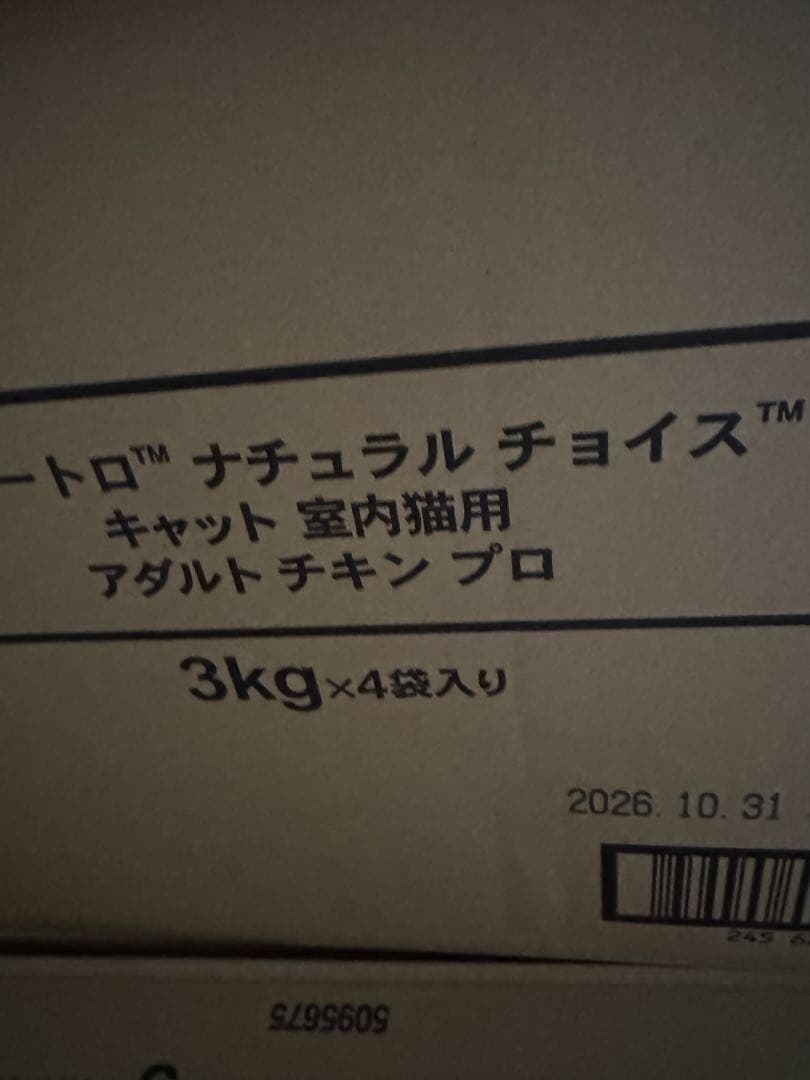 ートロ™ ナチュラル チョイス™
キャット 室内猫用
アダルト チキン プロ
3kg×4袋入り
2026. 10. 31
245
5095675